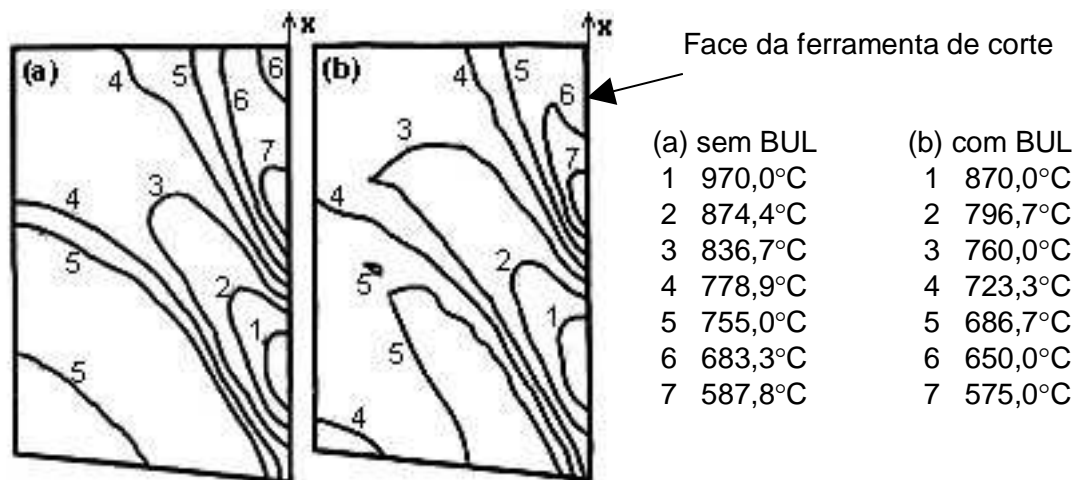 x
x
(a) 4 5 6
(b) 4 5 6
Face da ferramenta de corte
7
3
4
5
2
1
5
3
7
4
2
5
1
5
4
(a) sem BUL
1 970,0°C
2 874,4°C
3 836,7°C
4 778,9°C
5 755,0°C
6 683,3°C
7 587,8°C
(b) com BUL
1 870,0°C
2 796,7°C
3 760,0°C
4 723,3°C
5 686,7°C
6 650,0°C
7 575,0°C